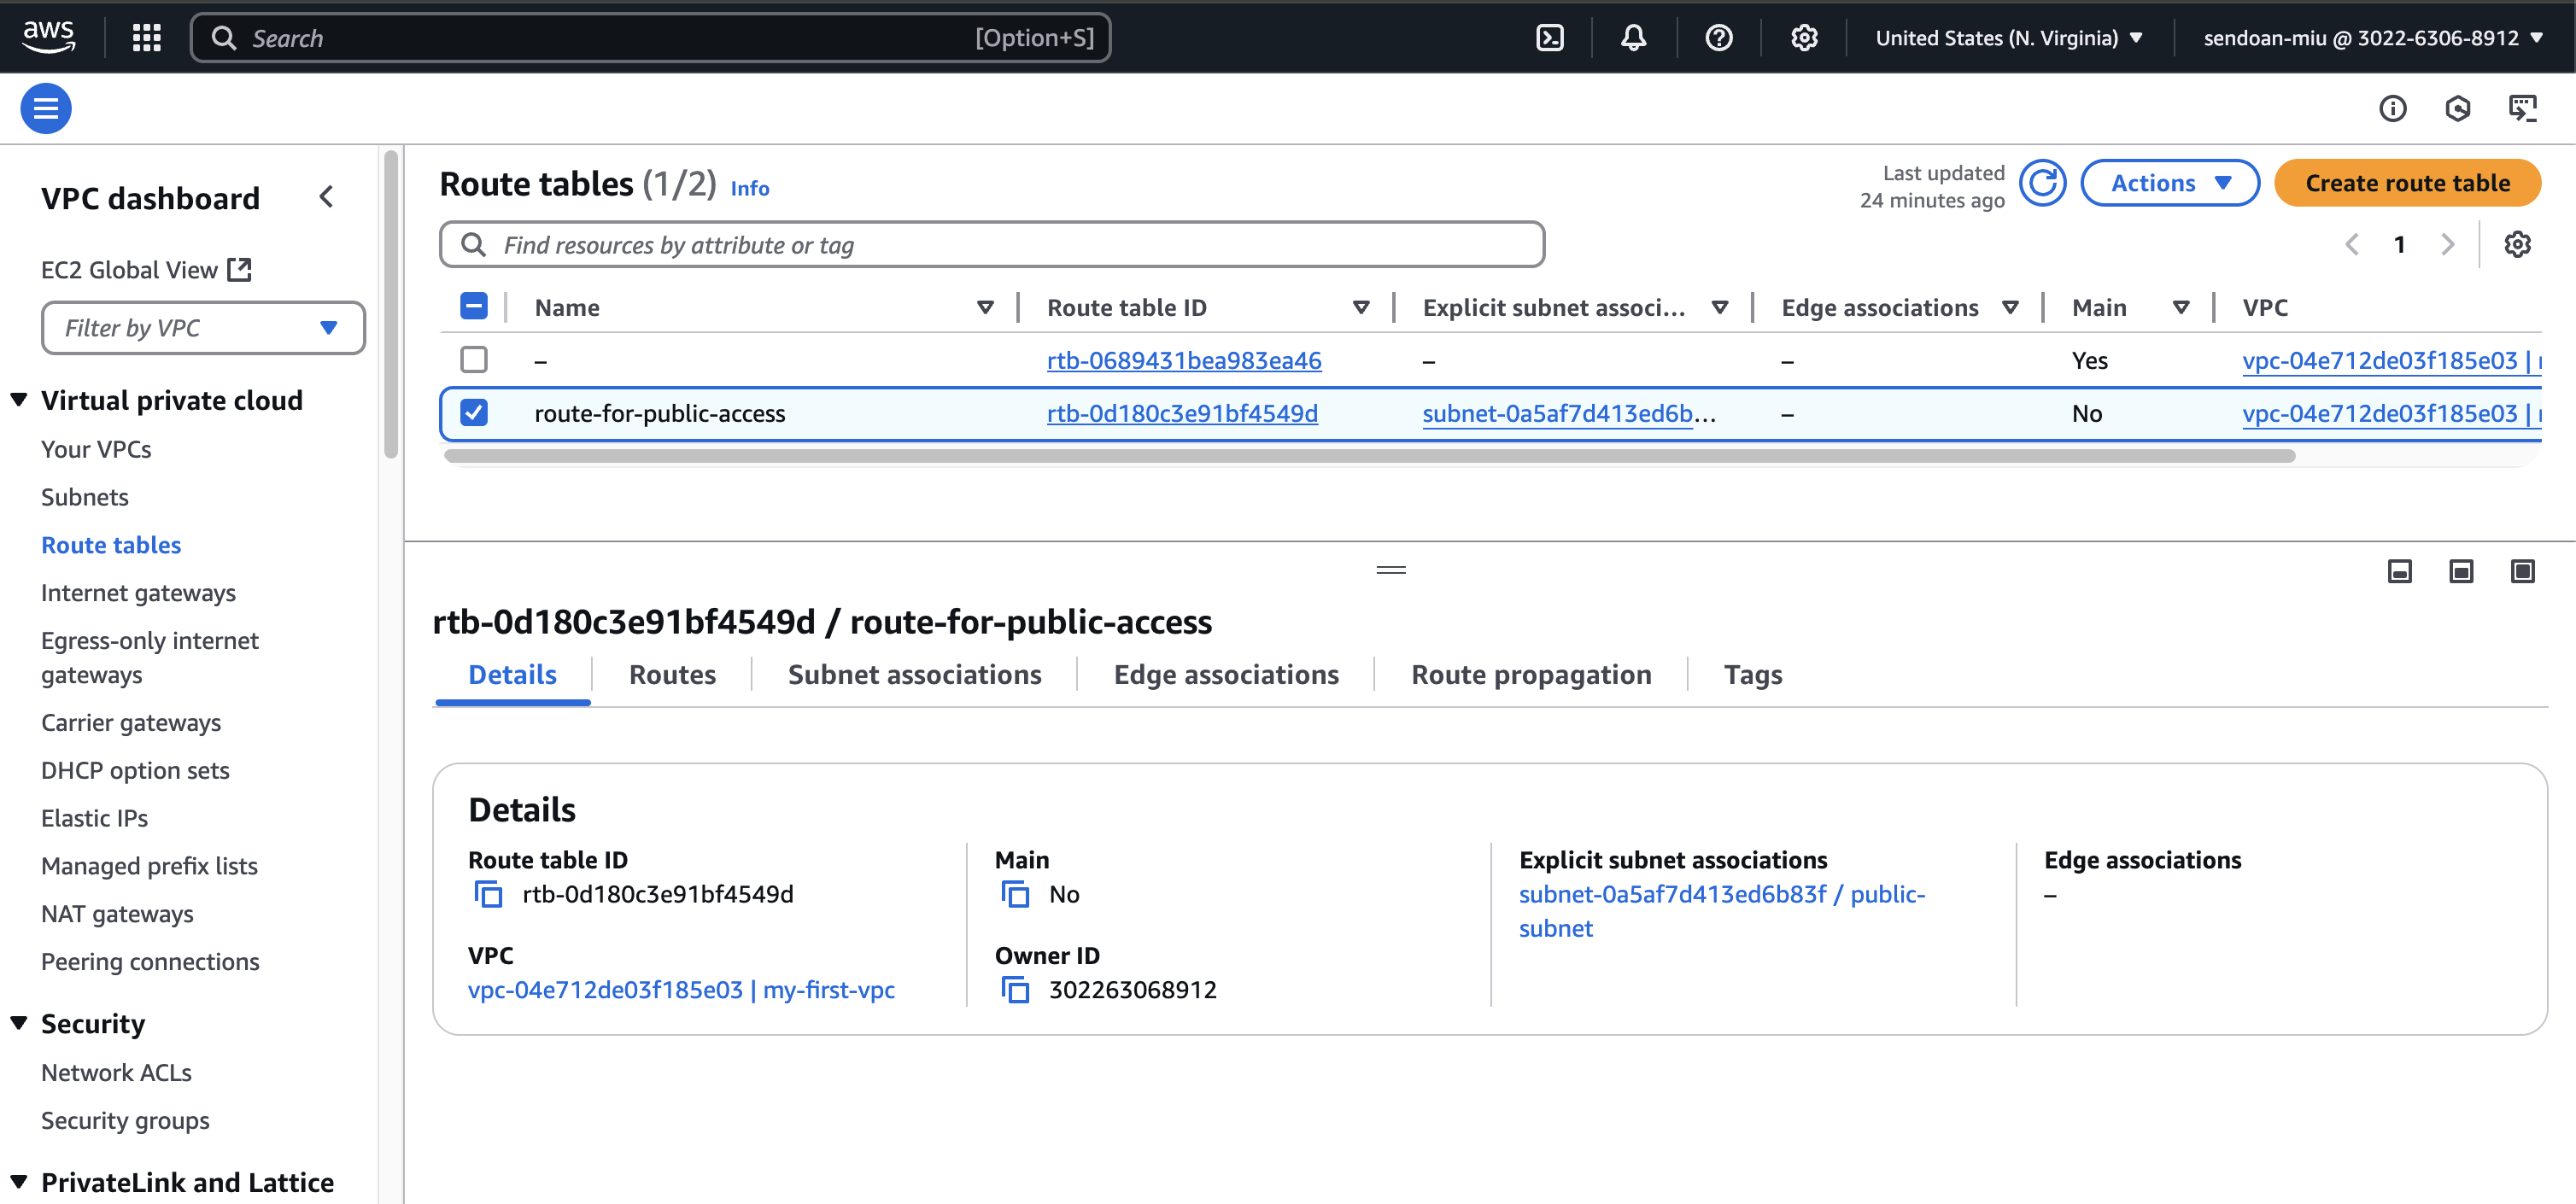 aws
Search
[Option+S]
United States (N. Virginia)
sendoan-miu @ 3022-6306-8912
VPC dashboard
EC2 Global View
Filter by VPC
Virtual private cloud
Your VPCs
Subnets
Route tables
Internet gateways
Egress-only internet
gateways
Carrier gateways
DHCP option sets
Elastic IPs
Managed prefix lists
NAT gateways
Peering connections
Security
Network ACLs
Security groups
PrivateLink and Lattice
Route tables (1/2) Info
Last updated
24 minutes ago
Actions
Create route table
Find resources by attribute or tag
1
Name Route table ID Explicit subnet associ... Edge associations Main VPC
– rtb-0689431bea983ea46 – – Yes vpc-04e712de03f185e03 |
route-for-public-access rtb-0d180c3e91bf4549d subnet-0a5af7d413ed6b... – No vpc-04e712de03f185e03 |
rtb-0d180c3e91bf4549d / route-for-public-access
Details Routes Subnet associations Edge associations Route propagation Tags
Details
Route table ID
rtb-0d180c3e91bf4549d
VPC
vpc-04e712de03f185e03 | my-first-vpc
Main
No
Owner ID
302263068912
Explicit subnet associations
subnet-0a5af7d413ed6b83f / public-
subnet
Edge associations
–